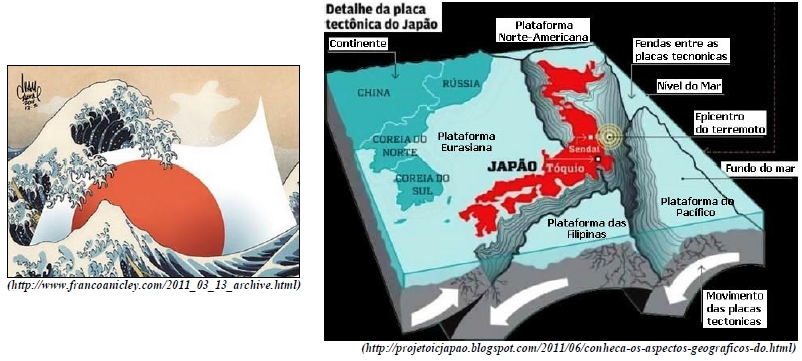 Detalhe da placa
tectônica do Japão
Continente
Plataforma
Norte-Americana
Fendas entre as
placas tecnonicas
Nivel do Mar
RÚSSIA
CHINA
Epicentro
do terremoto
COREIA DO
NORTE
Plataforma
Eurasiana
Sendai
JAPÃO
Tóquio
Fundo do mar
COREIA DO
SUL
Plataforma do
Pacífico
Plataforma das
Filipinas
Movimento
das placas
tectonicas
(http://www.francoanicley.com/2011_03_13_archive.html)
(http://projetoicjapao.blogspot.com/2011/06/conheca-os-aspectos-geograficos-do.html)